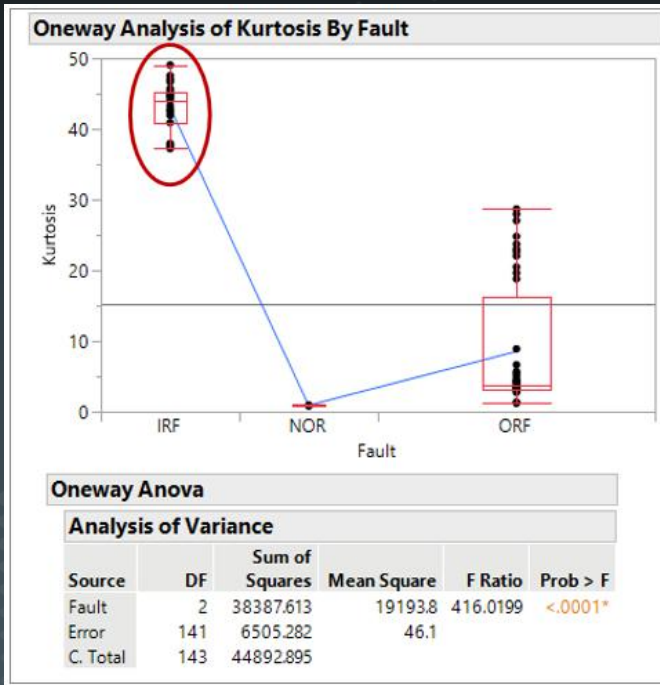 Oneway Analysis of Kurtosis By Fault
50
40
30
20
10
0
Kurtosis
IRF NOR ORF
Fault
Oneway Anova
Analysis of Variance
Sum of
Source DF Squares Mean Square F Ratio Prob > F
Fault 2 38387.613 19193.8 416.0199 <.0001*
Error 141 6505.282 46.1
C. Total 143 44892.895